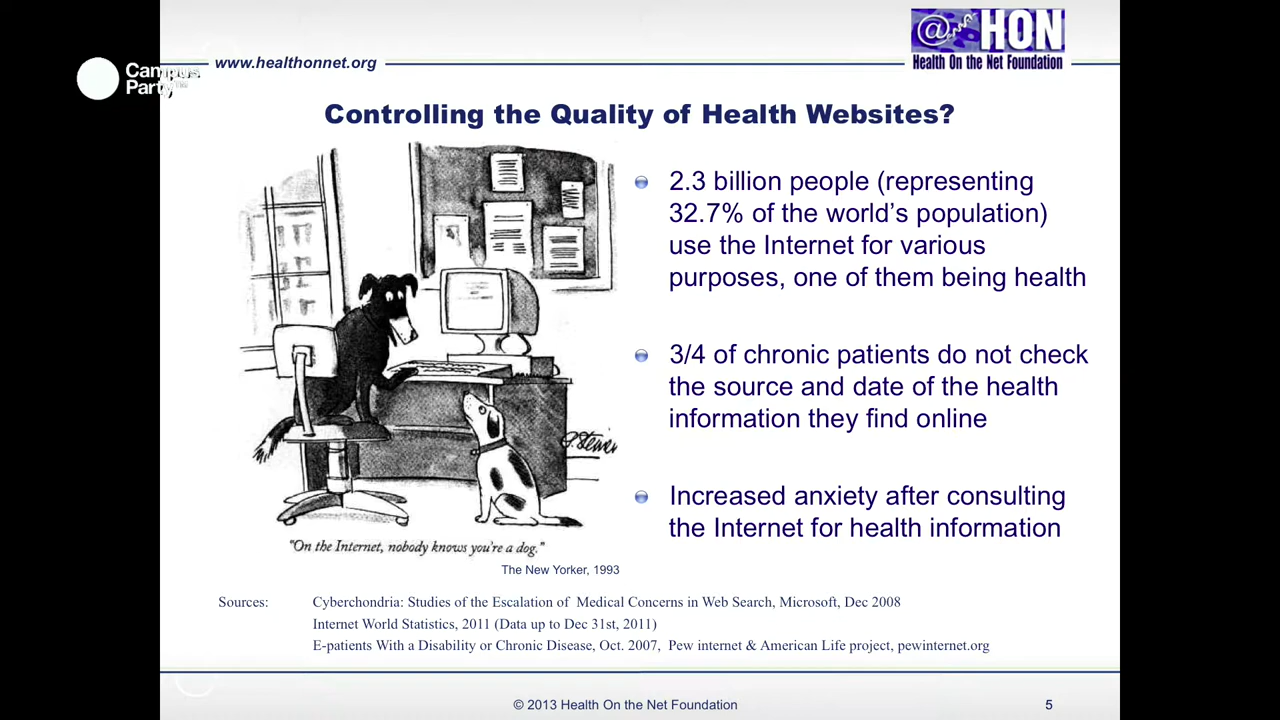 www.healthonnet.org
@ HON
Health On the Net Foundation
Campus
Party
Controlling the Quality of Health Websites?
2.3 billion people (representing
32.7% of the world's population)
use the Internet for various
purposes, one of them being health
3/4 of chronic patients do not check
the source and date of the health
information they find online
Increased anxiety after consulting
the Internet for health information
"On the Internet, nobody knows you're a dog."
The New Yorker, 1993
Sources: Cyberchondria: Studies of the Escalation of Medical Concerns in Web Search, Microsoft, Dec 2008
Internet World Statistics, 2011 (Data up to Dec 31st, 2011)
E-patients With a Disability or Chronic Disease, Oct. 2007, Pew internet & American Life project, pewinternet.org
© 2013 Health On the Net Foundation
5